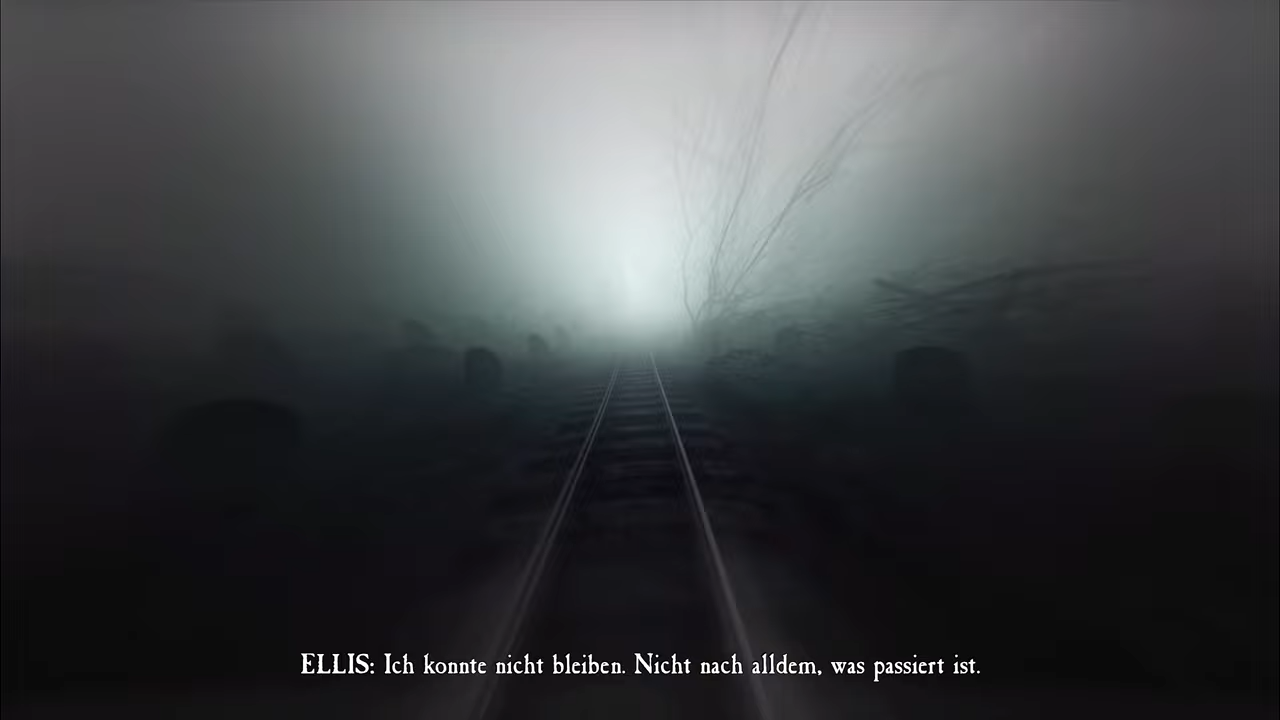 ELLIS: Ich konnte nicht bleiben. Nicht nach alldem, was passiert ist.